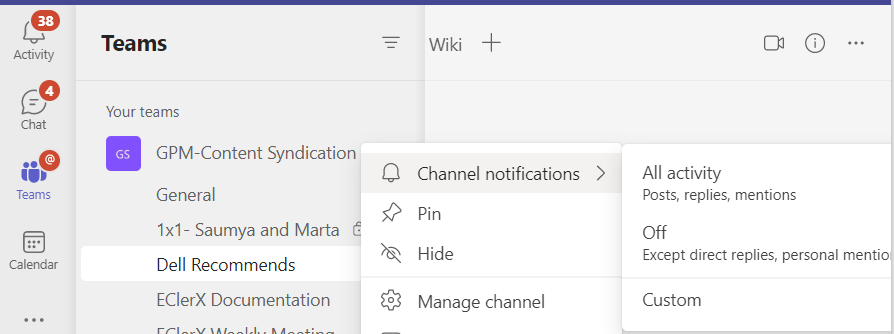 38
Activity
4
Chat
@
Teams
Calendar
Teams
Your teams
GS
GPM-Content Syndication
General
1x1- Saumya and Marta
Dell Recommends
EClerX Documentation
EClerX Weekly Meeting
Wiki
Channel notifications
Pin
Hide
Manage channel
All activity
Posts, replies, mentions
Off
Except direct replies, personal mentio
Custom